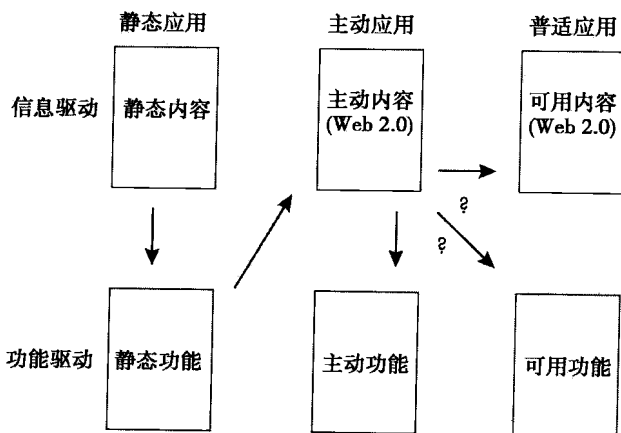 静态应用 主动应用 普适应用
信息驱动 静态内容 主动内容 可用内容
(Web 2.0) (Web 2.0)
?
?
功能驱动 静态功能 主动功能 可用功能